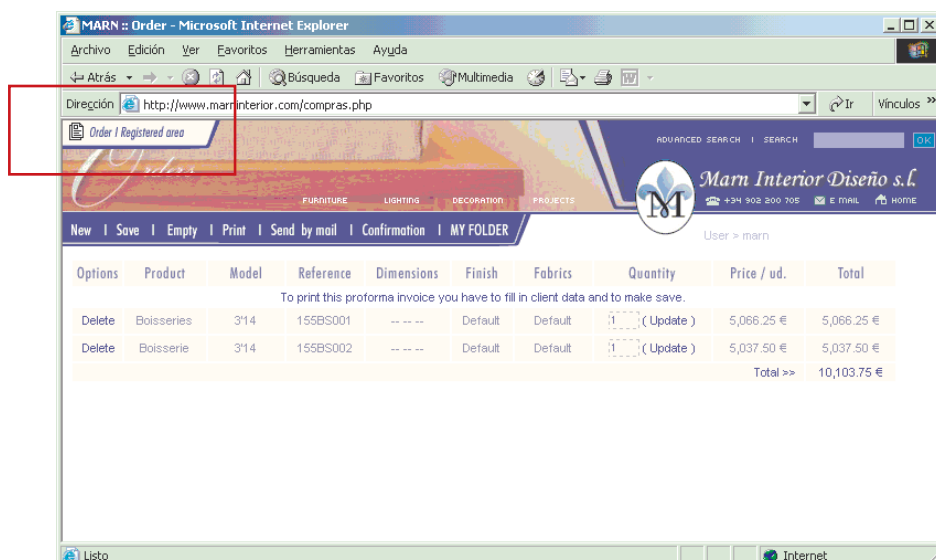 MARN :: Order - Microsoft Internet Explorer
Archivo Edición Ver Favoritos Herramientas Ayuda
Atrás Búsqueda Favoritos Multimedia
Dirección http://www.marninterior.com/compras.php Ir Vínculos »
Order | Registered area
ADVANCED SEARCH | SEARCH OK
Orders
Marn Interior Diseño s.l.
FURNITURE LIGHTING DECORATION PROJECTS
M
+34 902 200 705 E MAIL HOME
New | Save | Empty | Print | Send by mail | Confirmation | MY FOLDER
User > marn
Options Product Model Reference Dimensions Finish Fabrics Quantity Price / ud. Total
To print this proforma invoice you have to fill in client data and to make save.
Delete Boisseries 3'14 155BS001 -- -- -- Default Default 1 ( Update ) 5,066.25 € 5,066.25 €
Delete Boisserie 3'14 155BS002 -- -- -- Default Default 1 ( Update ) 5,037.50 € 5,037.50 €
Total >> 10,103.75 €
Listo Internet